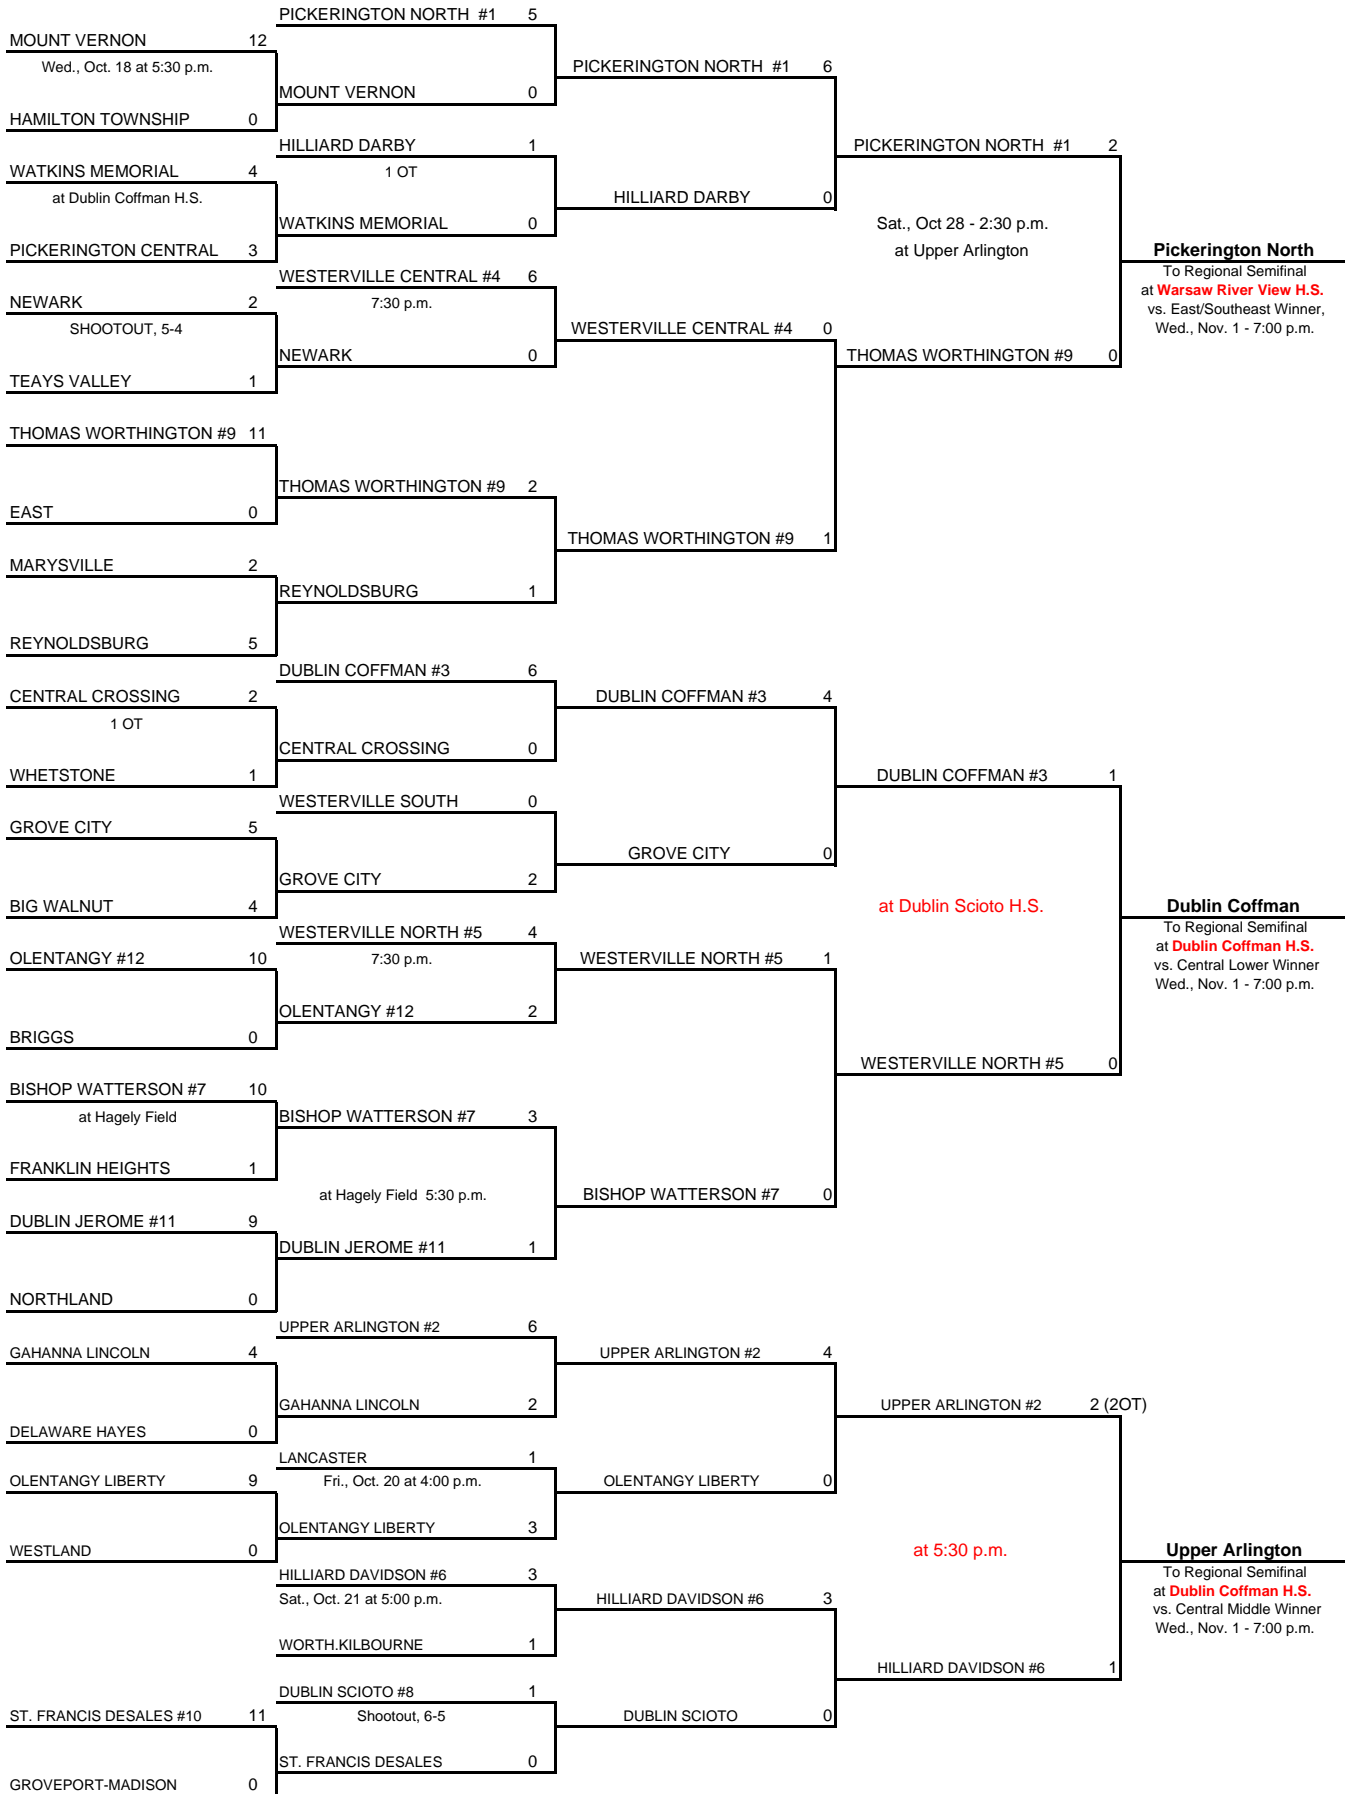 PICKERINGTON NORTH #1 5
MOUNT VERNON 12
Wed., Oct. 18 at 5:30 p.m.
PICKERINGTON NORTH #1 6
MOUNT VERNON 0
HAMILTON TOWNSHIP 0
HILLIARD DARBY 1
PICKERINGTON NORTH #1 2
WATKINS MEMORIAL 4
1 OT
at Dublin Coffman H.S.
HILLIARD DARBY 0
WATKINS MEMORIAL 0
Sat., Oct 28 - 2:30 p.m.
PICKERINGTON CENTRAL 3
at Upper Arlington
Pickerington North
To Regional Semifinal
WESTERVILLE CENTRAL #4 6
at Warsaw River View H.S.
NEWARK 2
7:30 p.m.
vs. East/Southeast Winner,
SHOOTOUT, 5-4
WESTERVILLE CENTRAL #4 0
Wed., Nov. 1 - 7:00 p.m.
NEWARK 0
THOMAS WORTHINGTON #9 0
TEAYS VALLEY 1
THOMAS WORTHINGTON #9 11
THOMAS WORTHINGTON #9 2
EAST 0
THOMAS WORTHINGTON #9 1
MARYSVILLE 2
REYNOLDSBURG 1
REYNOLDSBURG 5
DUBLIN COFFMAN #3 6
CENTRAL CROSSING 2
DUBLIN COFFMAN #3 4
1 OT
CENTRAL CROSSING 0
WHETSTONE 1
DUBLIN COFFMAN #3 1
WESTERVILLE SOUTH 0
GROVE CITY 5
GROVE CITY 0
GROVE CITY 2
BIG WALNUT 4
at Dublin Scioto H.S.
Dublin Coffman
To Regional Semifinal
WESTERVILLE NORTH #5 4
at Dublin Coffman H.S.
OLENTANGY #12 10
7:30 p.m.
WESTERVILLE NORTH #5 1
vs. Central Lower Winner
Wed., Nov. 1 - 7:00 p.m.
OLENTANGY #12 2
BRIGGS 0
WESTERVILLE NORTH #5 0
BISHOP WATTERSON #7 10
at Hagely Field
BISHOP WATTERSON #7 3
FRANKLIN HEIGHTS 1
at Hagely Field 5:30 p.m.
BISHOP WATTERSON #7 0
DUBLIN JEROME #11 9
DUBLIN JEROME #11 1
NORTHLAND 0
UPPER ARLINGTON #2 6
GAHANNA LINCOLN 4
UPPER ARLINGTON #2 4
GAHANNA LINCOLN 2
UPPER ARLINGTON #2 2 (2OT)
DELAWARE HAYES 0
LANCASTER 1
OLENTANGY LIBERTY 9
Fri., Oct. 20 at 4:00 p.m.
OLENTANGY LIBERTY 0
OLENTANGY LIBERTY 3
WESTLAND 0
at 5:30 p.m.
Upper Arlington
To Regional Semifinal
HILLIARD DAVIDSON #6 3
at Dublin Coffman H.S.
Sat., Oct. 21 at 5:00 p.m.
HILLIARD DAVIDSON #6 3
vs. Central Middle Winner
Wed., Nov. 1 - 7:00 p.m.
WORTH.KILBOURNE 1
HILLIARD DAVIDSON #6 1
DUBLIN SCIOTO #8 1
ST. FRANCIS DESALES #10 11
Shootout, 6-5
DUBLIN SCIOTO 0
ST. FRANCIS DESALES 0
GROVEPORT-MADISON 0